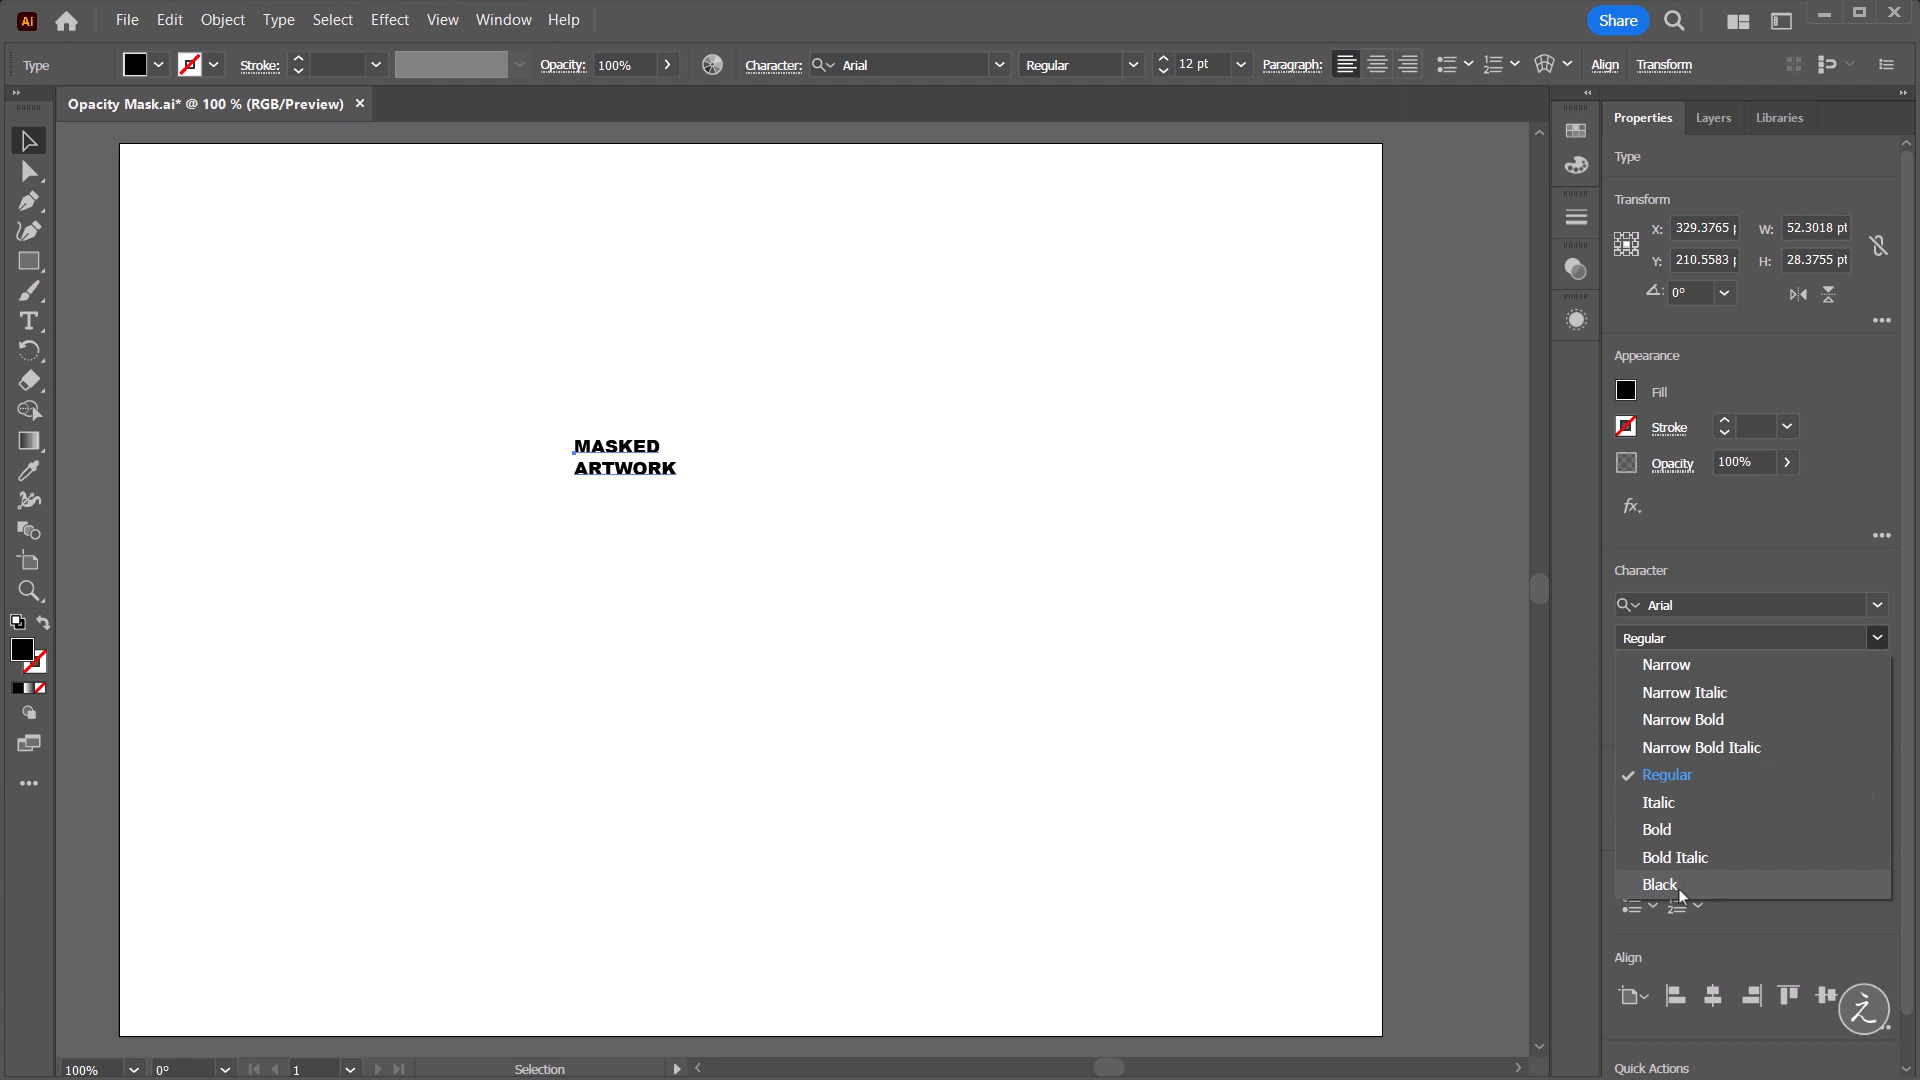 Ai File Edit Object Type Select Effect View Window Help Share
Type Stroke: Opacity: 100% Character: Arial Regular 12 pt Paragraph: Align Transform
Opacity Mask.ai* @ 100 % (RGB/Preview)
Properties Layers Libraries
Type
Transform
X: 329.3765 W: 52.3018 pt
Y: 210.5583 H: 28.3755 pt
0°
Appearance
Fill
Stroke
Opacity 100%
fx.
Character
Arial
Regular
Narrow
Narrow Italic
Narrow Bold
Narrow Bold Italic
Regular
Italic
Bold
Bold Italic
Black
Align
Quick Actions
MASKED
ARTWORK
100% 0° 1 Selection